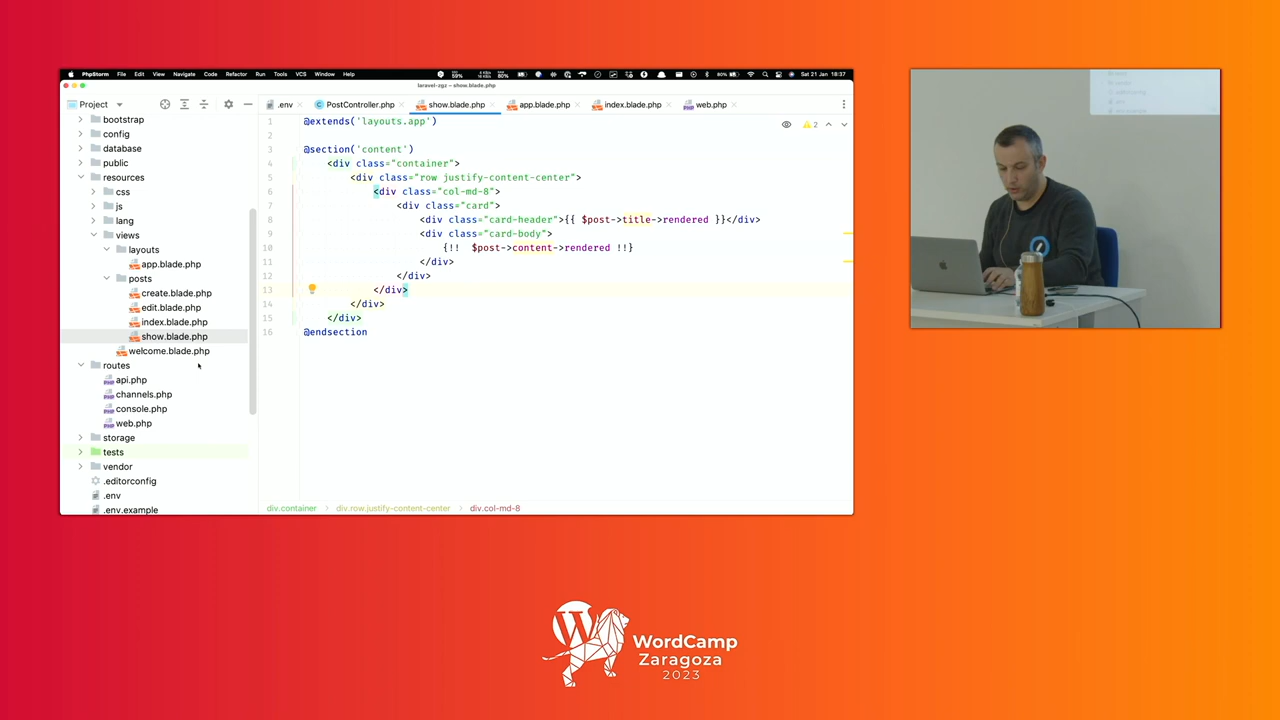 PhpStorm File Edit View Navigate Code Refactor Run Tools VCS Window Help
80% Sat 21 Jan 18:37
laravel-zgz – show.blade.php
Project
.env PostController.php show.blade.php app.blade.php index.blade.php web.php
bootstrap
config
database
public
resources
css
js
lang
views
layouts
app.blade.php
posts
create.blade.php
edit.blade.php
index.blade.php
show.blade.php
welcome.blade.php
routes
api.php
channels.php
console.php
web.php
storage
tests
vendor
.editorconfig
.env
.env.example
2
1 @extends('layouts.app')
2
3 @section('content')
4 <div class="container">
5 <div class="row justify-content-center">
6 <div class="col-md-8">
7 <div class="card">
8 <div class="card-header">{{ $post->title->rendered }}</div>
9 <div class="card-body">
10 {!! $post->content->rendered !!}
11 </div>
12 </div>
13 </div>
14 </div>
15 </div>
16 @endsection
div.container › div.row.justify-content-center › div.col-md-8
WordCamp
Zaragoza
2023